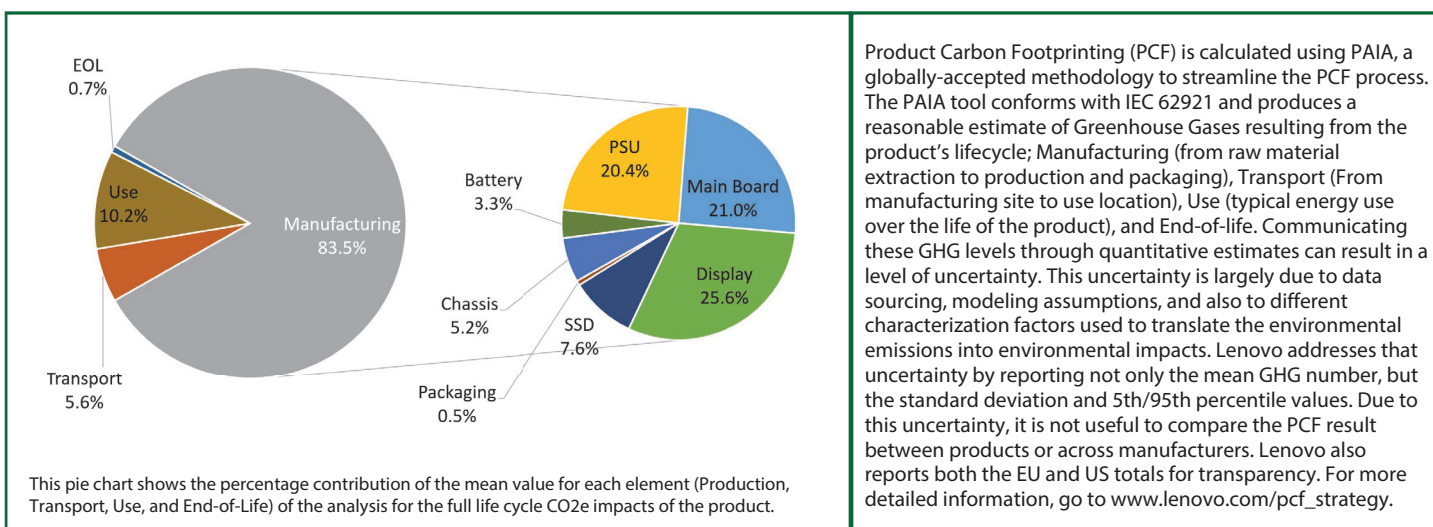 EOL
0.7%
Use
10.2%
Manufacturing
83.5%
Transport
5.6%
PSU
20.4%
Battery
3.3%
Main Board
21.0%
Chassis
5.2%
Display
25.6%
SSD
7.6%
Packaging
0.5%
This pie chart shows the percentage contribution of the mean value for each element (Production,
Transport, Use, and End-of-Life) of the analysis for the full life cycle CO2e impacts of the product.
Product Carbon Footprinting (PCF) is calculated using PAIA, a
globally-accepted methodology to streamline the PCF process.
The PAIA tool conforms with IEC 62921 and produces a
reasonable estimate of Greenhouse Gases resulting from the
product's lifecycle; Manufacturing (from raw material
extraction to production and packaging), Transport (From
manufacturing site to use location), Use (typical energy use
over the life of the product), and End-of-life. Communicating
these GHG levels through quantitative estimates can result in a
level of uncertainty. This uncertainty is largely due to data
sourcing, modeling assumptions, and also to different
characterization factors used to translate the environmental
emissions into environmental impacts. Lenovo addresses that
uncertainty by reporting not only the mean GHG number, but
the standard deviation and 5th/95th percentile values. Due to
this uncertainty, it is not useful to compare the PCF result
between products or across manufacturers. Lenovo also
reports both the EU and US totals for transparency. For more
detailed information, go to www.lenovo.com/pcf_strategy.